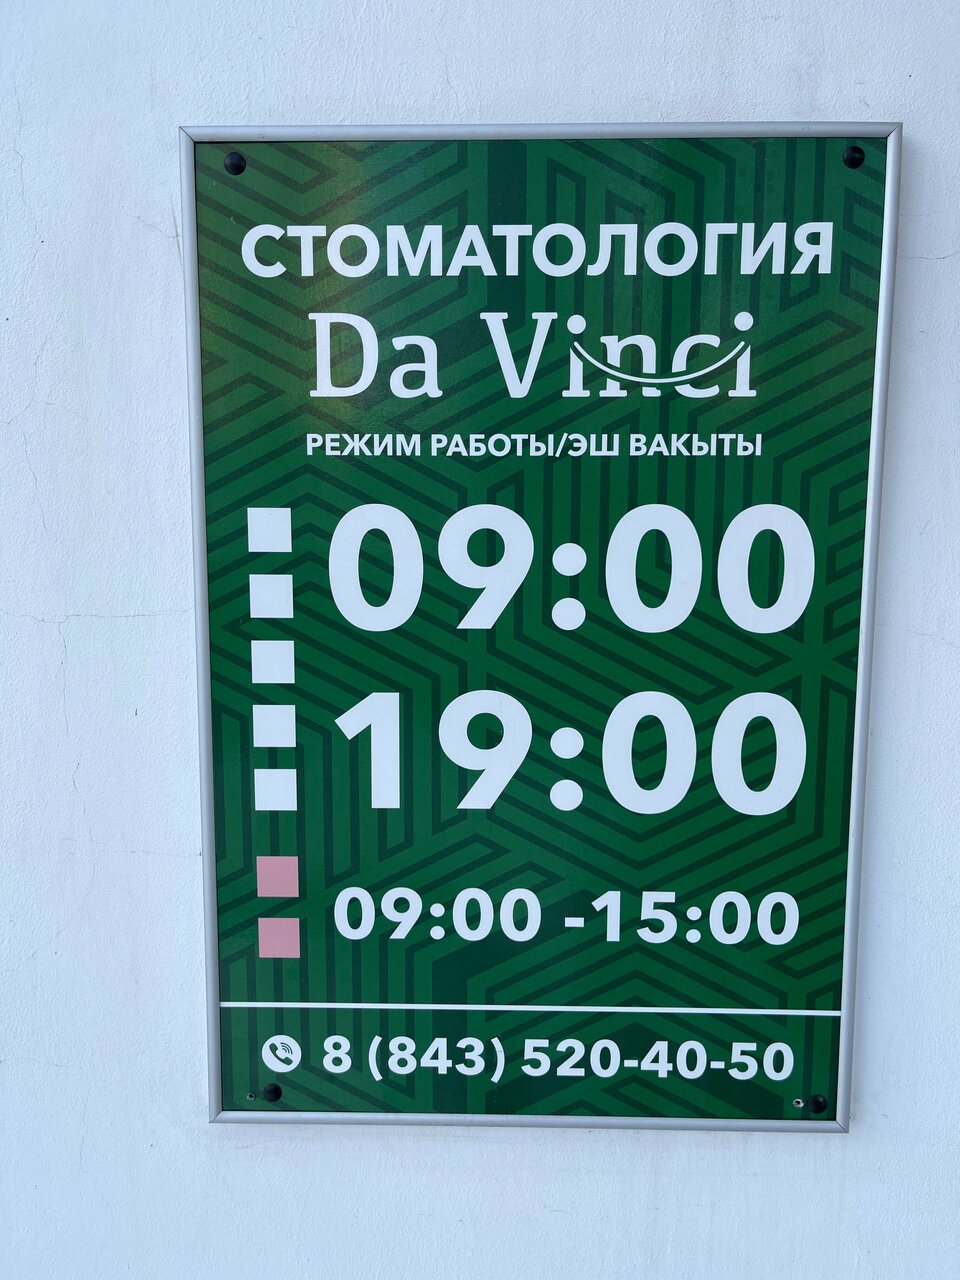 СТОМАТОЛОГИЯ
Da Vinci
РЕЖИМ РАБОТЫ/ЭШ ВАКЫТЫ
09:00
19:00
09:00 -15:00
8 (843) 520-40-50